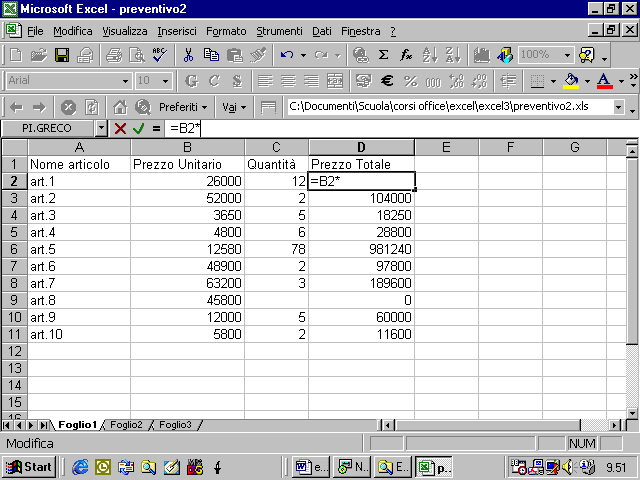 Microsoft Excel - preventivo2
File Modifica Visualizza Inserisci Formato Strumenti Dati Finestra ?
100%
Arial 10 G C S
Preferiti Vai C:\Documenti\Scuola\corsi office\excel\excel3\preventivo2.xls
PI.GRECO = =B2*
A B C D E F G
1 Nome articolo Prezzo Unitario Quantità Prezzo Totale
2 art.1 26000 12 =B2*
3 art.2 52000 2 104000
4 art.3 3650 5 18250
5 art.4 4800 6 28800
6 art.5 12580 78 981240
7 art.6 48900 2 97800
8 art.7 63200 3 189600
9 art.8 45800 0
10 art.9 12000 5 60000
11 art.10 5800 2 11600
12
13
14
15
Foglio1 Foglio2 Foglio3
Modifica NUM
Start e... N... E... p.. 9.51